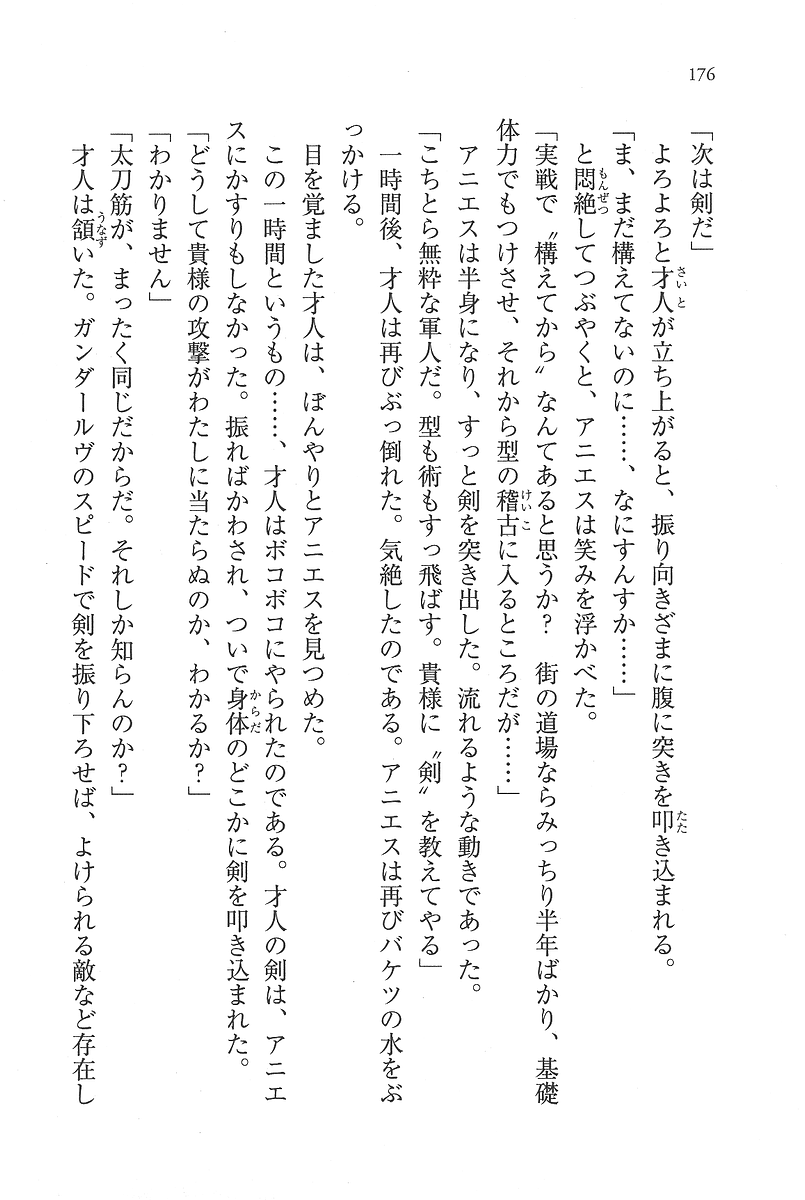 176
「次は剣だ」
よろよろと才人が立ち上がると、振り向きざまに腹に突きを叩き込まれる。
「ま、まだ構えてないのに……、なにすんすか……」
と悶絶してつぶやくと、アニエスは笑みを浮かべた。
「実戦で〝構えてから〟なんてあると思うか？　街の道場ならみっちり半年ばかり、基礎
体力でもつけさせ、それから型の稽古に入るところだが……」
アニエスは半身になり、すっと剣を突き出した。流れるような動きであった。
「こちとら無粋な軍人だ。型も術もすっ飛ばす。貴様に〝剣〟を教えてやる」
一時間後、才人は再びぶっ倒れた。気絶したのである。アニエスは再びバケツの水をぶ
っかける。
目を覚ました才人は、ぼんやりとアニエスを見つめた。
この一時間というもの……、才人はボコボコにやられたのである。才人の剣は、アニエ
スにかすりもしなかった。振ればかわされ、ついで身体のどこかに剣を叩き込まれた。
「どうして貴様の攻撃がわたしに当たらぬのか、わかるか？」
「わかりません」
「太刀筋が、まったく同じだからだ。それしか知らんのか？」
才人は頷いた。ガンダールヴのスピードで剣を振り下ろせば、よけられる敵など存在し